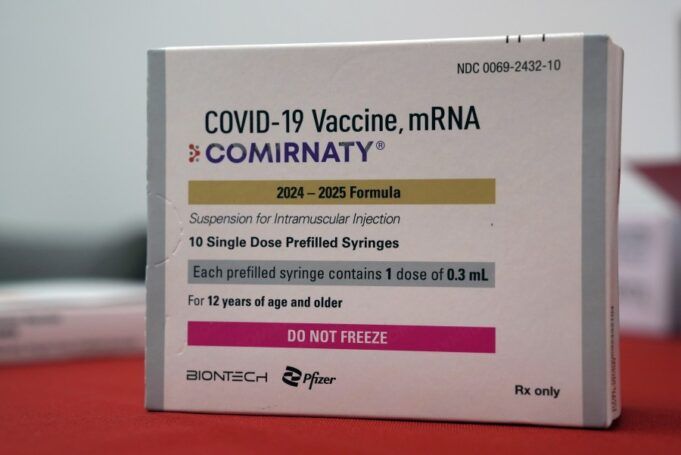 NDC 0069-2432-10
COVID-19 Vaccine, mRNA
COMIRNATY®
2024 – 2025 Formula
Suspension for Intramuscular Injection
10 Single Dose Prefilled Syringes
Each prefilled syringe contains 1 dose of 0.3 mL
For 12 years of age and older
DO NOT FREEZE
BIONTECH Pfizer
Rx only